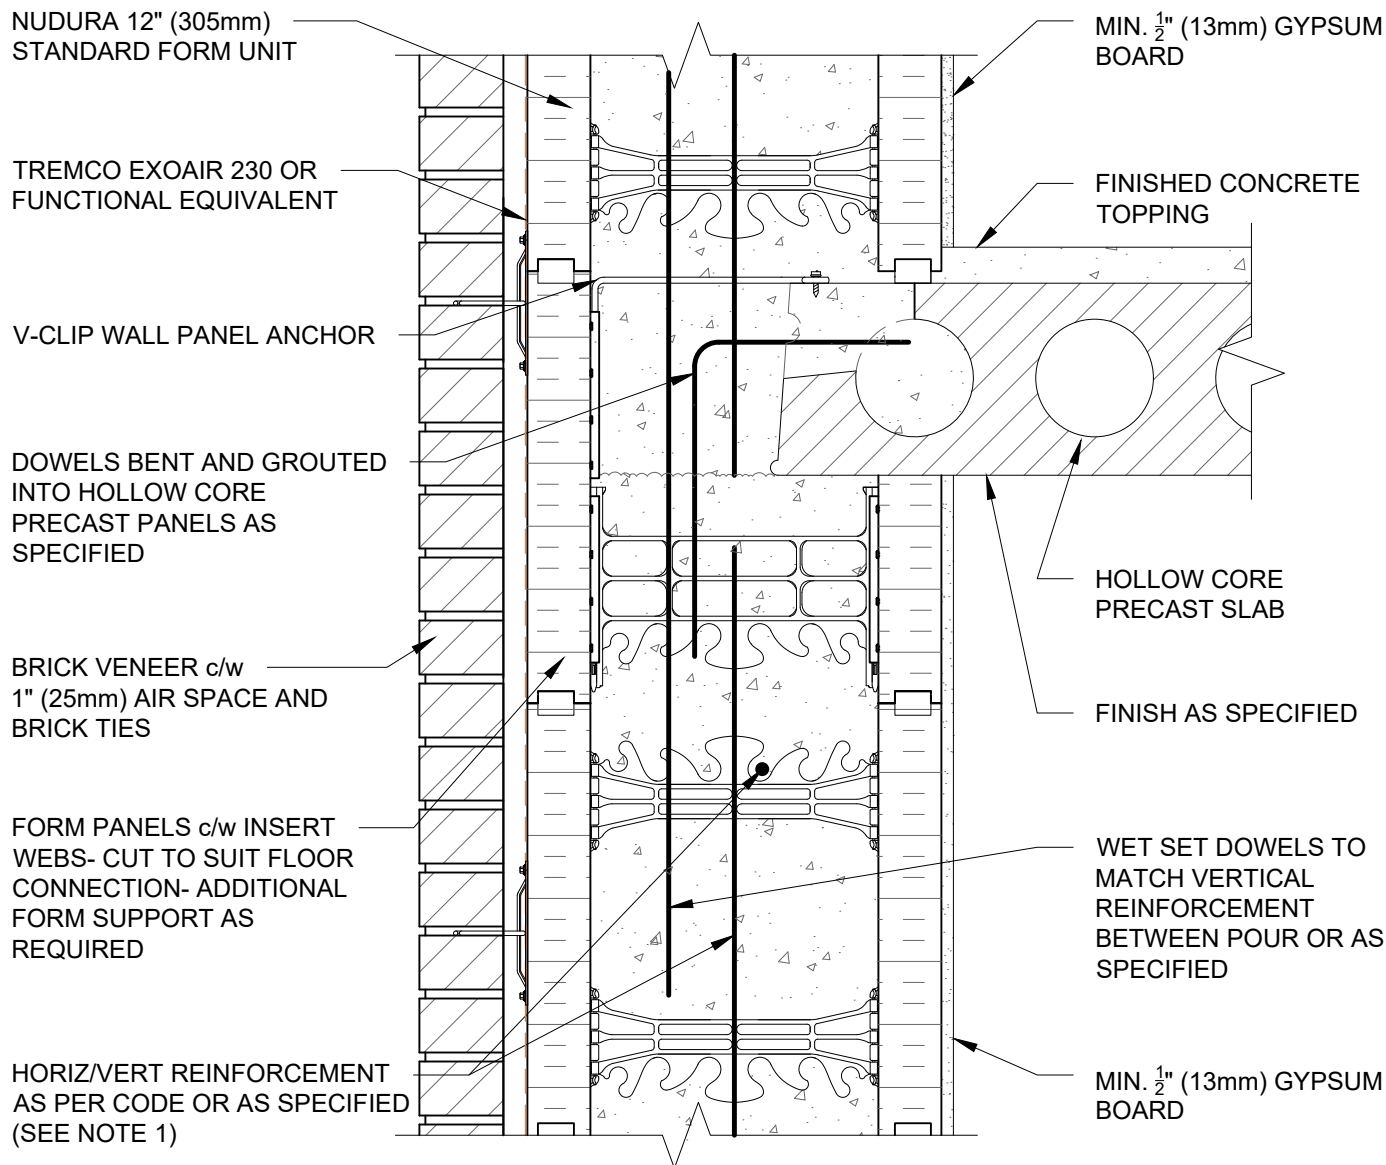 NUDURA 12" (305mm)
STANDARD FORM UNIT
TREMCO EXOAIR 230 OR
FUNCTIONAL EQUIVALENT
V-CLIP WALL PANEL ANCHOR
DOWELS BENT AND GROUTED
INTO HOLLOW CORE
PRECAST PANELS AS
SPECIFIED
BRICK VENEER c/w
1" (25mm) AIR SPACE AND
BRICK TIES
FORM PANELS c/w INSERT
WEBS- CUT TO SUIT FLOOR
CONNECTION- ADDITIONAL
FORM SUPPORT AS
REQUIRED
HORIZ/VERT REINFORCEMENT
AS PER CODE OR AS SPECIFIED
(SEE NOTE 1)
MIN. 1/2" (13mm) GYPSUM
BOARD
FINISHED CONCRETE
TOPPING
HOLLOW CORE
PRECAST SLAB
FINISH AS SPECIFIED
WET SET DOWELS TO
MATCH VERTICAL
REINFORCEMENT
BETWEEN POUR OR AS
SPECIFIED
MIN. 1/2" (13mm) GYPSUM
BOARD